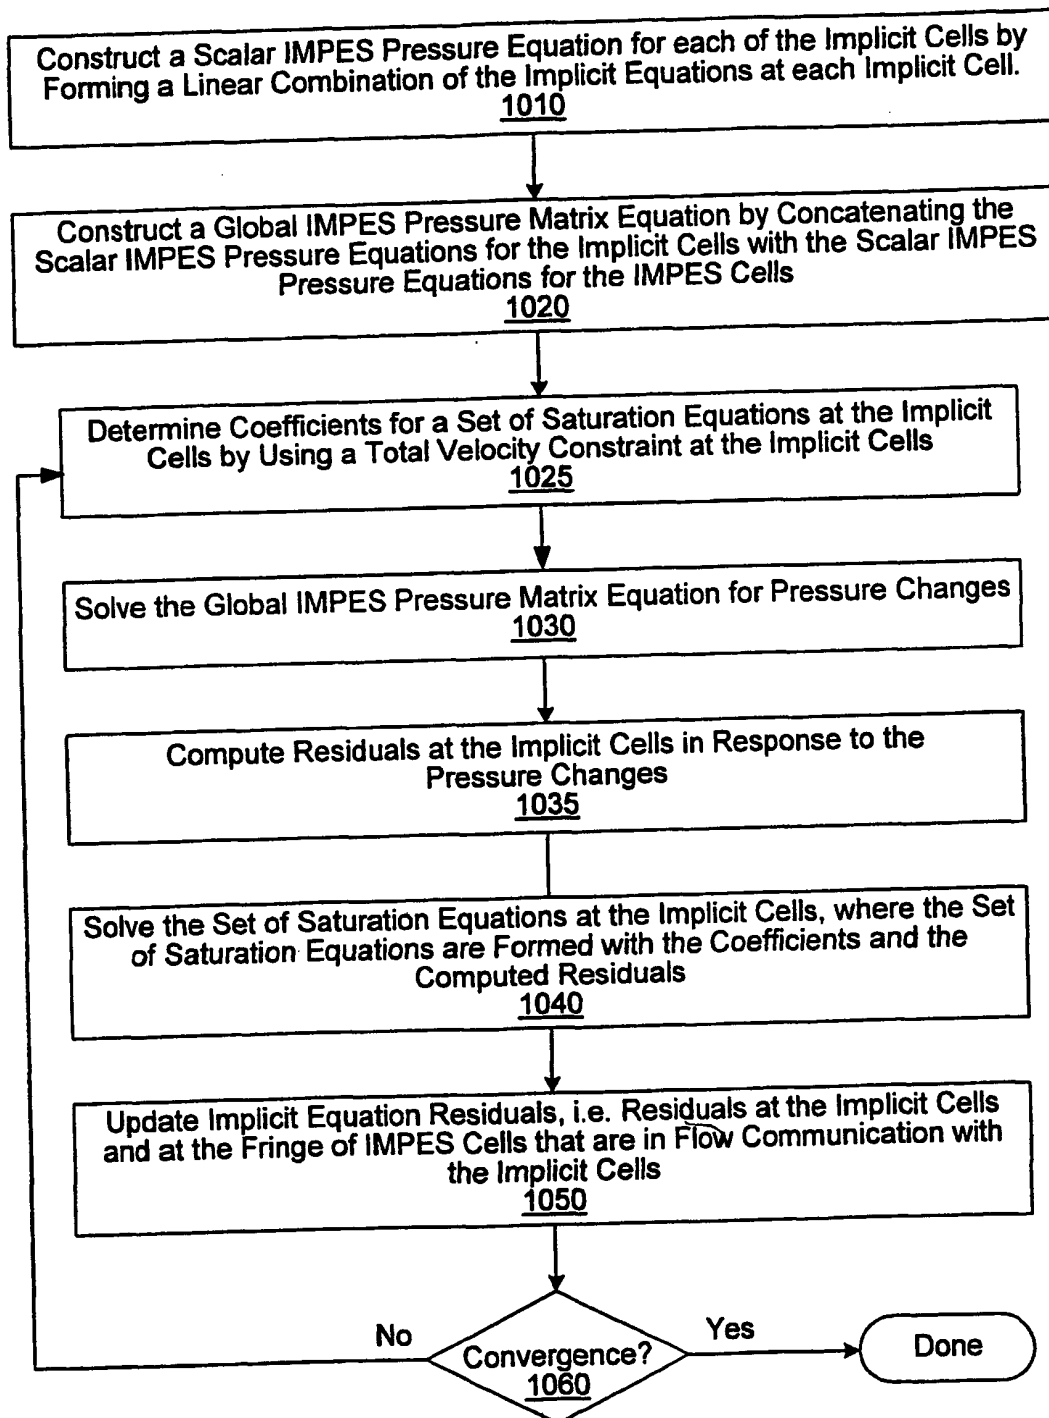 Construct a Scalar IMPES Pressure Equation for each of the Implicit Cells by
Forming a Linear Combination of the Implicit Equations at each Implicit Cell.
1010
Construct a Global IMPES Pressure Matrix Equation by Concatenating the
Scalar IMPES Pressure Equations for the Implicit Cells with the Scalar IMPES
Pressure Equations for the IMPES Cells
1020
Determine Coefficients for a Set of Saturation Equations at the Implicit
Cells by Using a Total Velocity Constraint at the Implicit Cells
1025
Solve the Global IMPES Pressure Matrix Equation for Pressure Changes
1030
Compute Residuals at the Implicit Cells in Response to the
Pressure Changes
1035
Solve the Set of Saturation Equations at the Implicit Cells, where the Set
of Saturation Equations are Formed with the Coefficients and the
Computed Residuals
1040
Update Implicit Equation Residuals, i.e. Residuals at the Implicit Cells
and at the Fringe of IMPES Cells that are in Flow Communication with
the Implicit Cells
1050
No
Yes
Convergence?
1060
Done